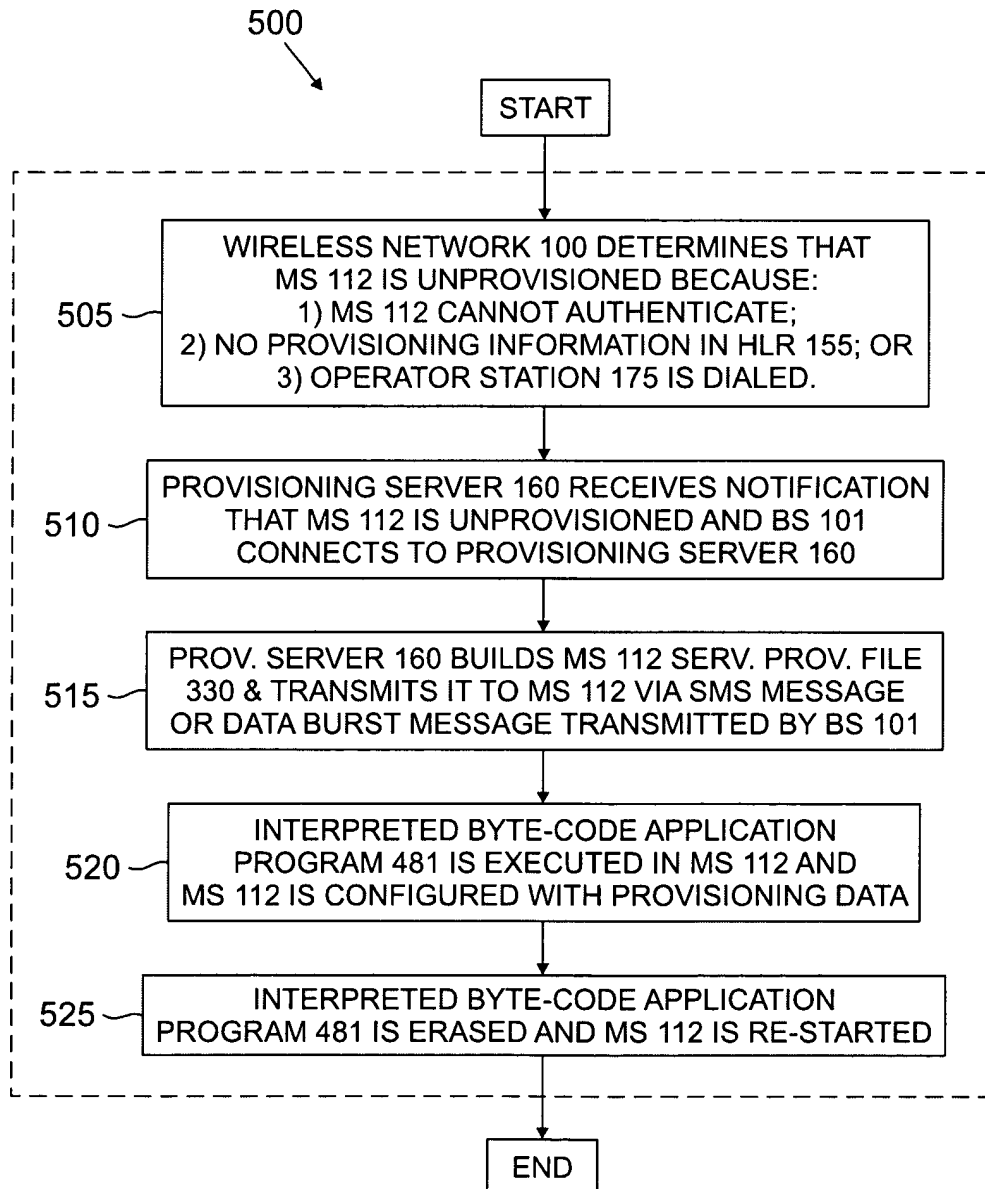 500
START
505
WIRELESS NETWORK 100 DETERMINES THAT
MS 112 IS UNPROVISIONED BECAUSE:
1) MS 112 CANNOT AUTHENTICATE;
2) NO PROVISIONING INFORMATION IN HLR 155; OR
3) OPERATOR STATION 175 IS DIALED.
510
PROVISIONING SERVER 160 RECEIVES NOTIFICATION
THAT MS 112 IS UNPROVISIONED AND BS 101
CONNECTS TO PROVISIONING SERVER 160
515
PROV. SERVER 160 BUILDS MS 112 SERV. PROV. FILE
330 & TRANSMITS IT TO MS 112 VIA SMS MESSAGE
OR DATA BURST MESSAGE TRANSMITTED BY BS 101
520
INTERPRETED BYTE-CODE APPLICATION
PROGRAM 481 IS EXECUTED IN MS 112 AND
MS 112 IS CONFIGURED WITH PROVISIONING DATA
525
INTERPRETED BYTE-CODE APPLICATION
PROGRAM 481 IS ERASED AND MS 112 IS RE-STARTED
END